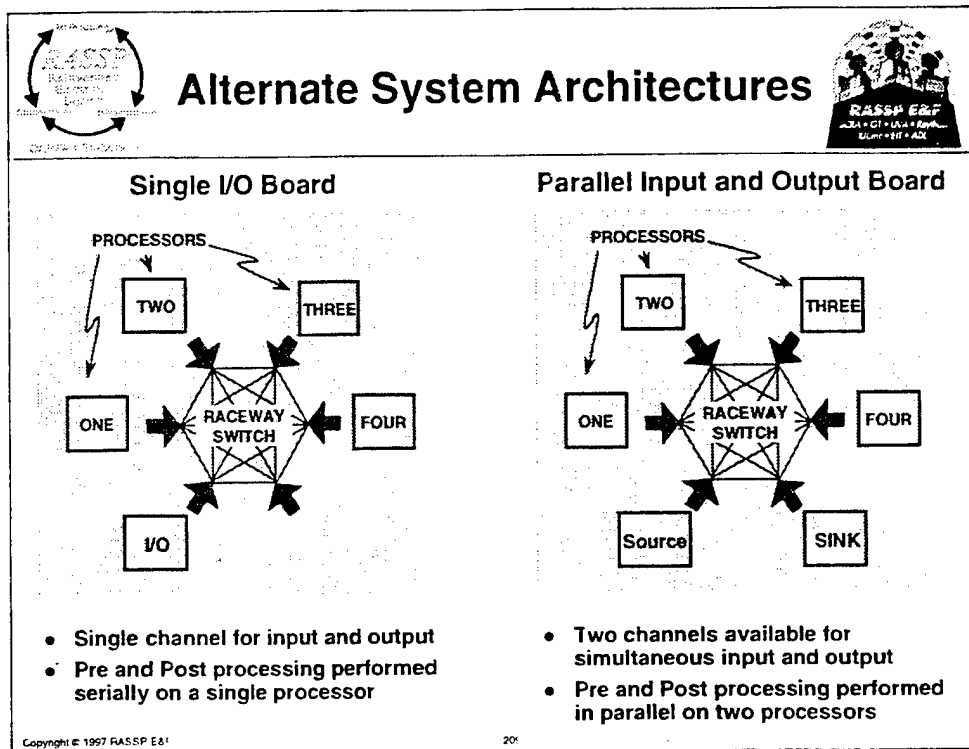 RASSP
Alternate System Architectures
RASSP E&F
Single I/O Board
PROCESSORS
TWO
THREE
ONE
RACEWAY
SWITCH
FOUR
I/O
Single channel for input and output
Pre and Post processing performed
serially on a single processor
Parallel Input and Output Board
PROCESSORS
TWO
THREE
ONE
RACEWAY
SWITCH
FOUR
Source
SINK
Two channels available for
simultaneous input and output
Pre and Post processing performed
in parallel on two processors
Copyright © 1997 RASSP E&F